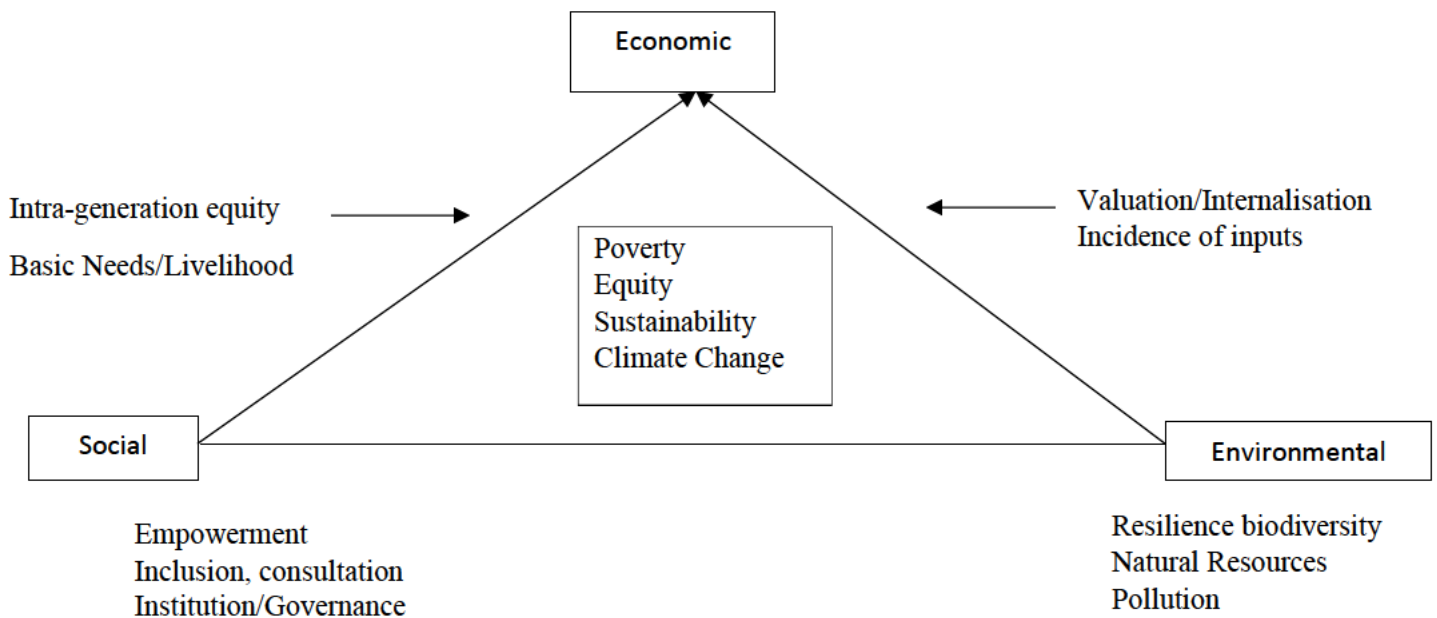 Economic
Intra-generation equity
Basic Needs/Livelihood
Valuation/Internalisation
Incidence of inputs
Poverty
Equity
Sustainability
Climate Change
Social
Environmental
Empowerment
Inclusion, consultation
Institution/Governance
Resilience biodiversity
Natural Resources
Pollution